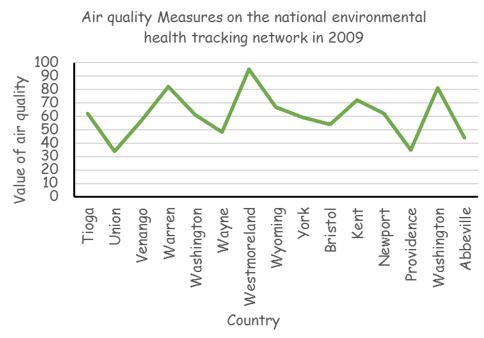 Air quality Measures on the national environmental
health tracking network in 2009
Value of air quality
100
90
80
70
60
50
40
30
20
10
0
Tioga
Union
Venango
Warren
Washington
Wayne
Westmoreland
Wyoming
York
Bristol
Kent
Newport
Providence
Washington
Abbeville
Country